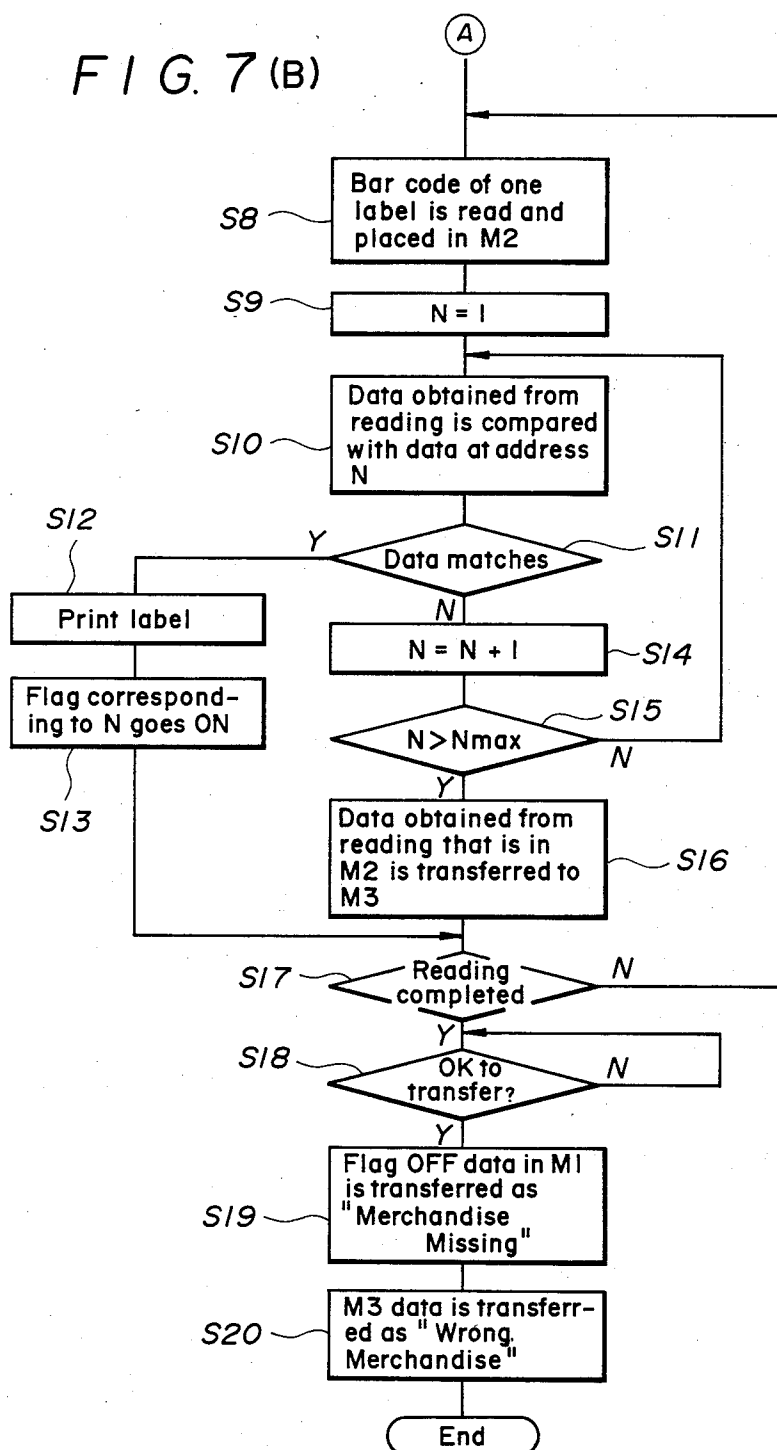 A
FIG. 7 (B)
S8
Bar code of one
label is read and
placed in M2
S9
N = 1
S10
Data obtained from
reading is compared
with data at address
N
S11
Data matches
Y
N
S12
Print label
S13
Flag correspond-
ing to N goes ON
S14
N = N + 1
S15
N > Nmax
N
Y
S16
Data obtained from
reading that is in
M2 is transferred to
M3
S17
Reading
completed
N
Y
S18
OK to
transfer?
N
Y
S19
Flag OFF data in M1
is transferred as
"Merchandise
Missing"
S20
M3 data is transferr-
ed as "Wrong.
Merchandise"
End